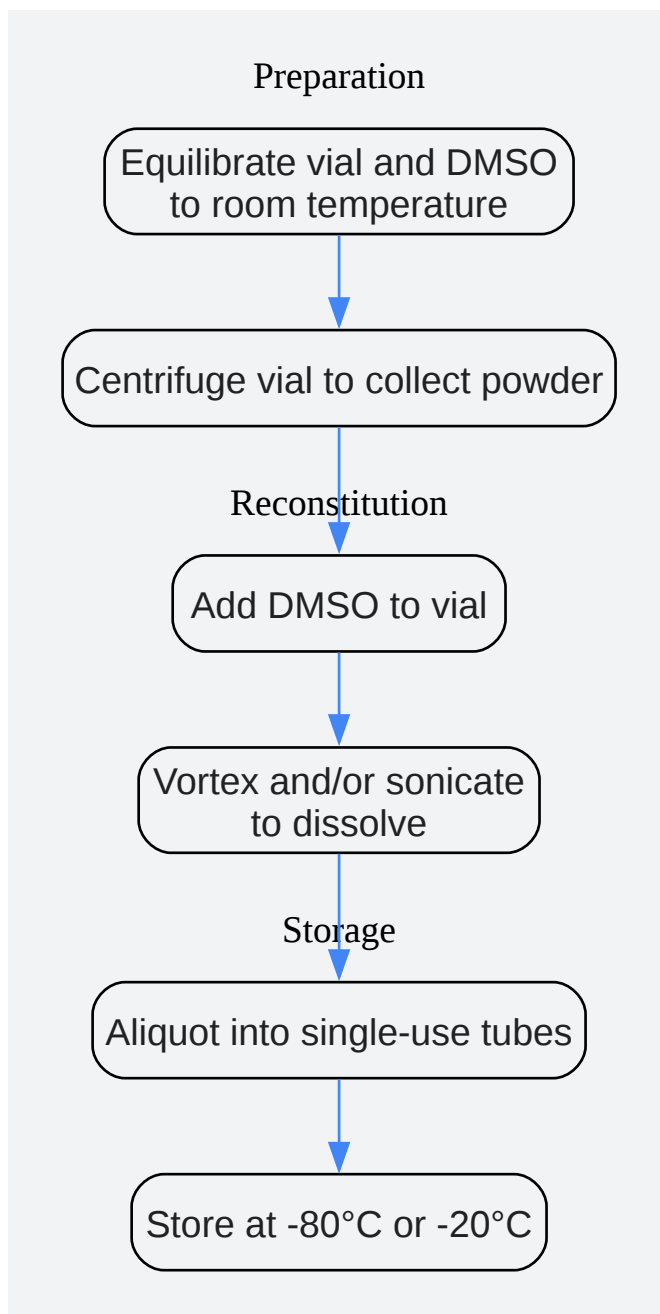 Preparation
Equilibrate vial and DMSO
to room temperature
Centrifuge vial to collect powder
Reconstitution
Add DMSO to vial
Vortex and/or sonicate
to dissolve
Storage
Aliquot into single-use tubes
Store at -80°C or -20°C